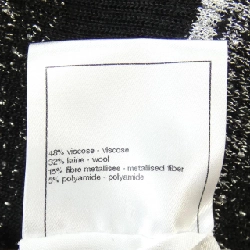 48% viscose - viscose
32% laine - wool
15% fibre metallisee - metallised fiber
5% polyamide - polyamide